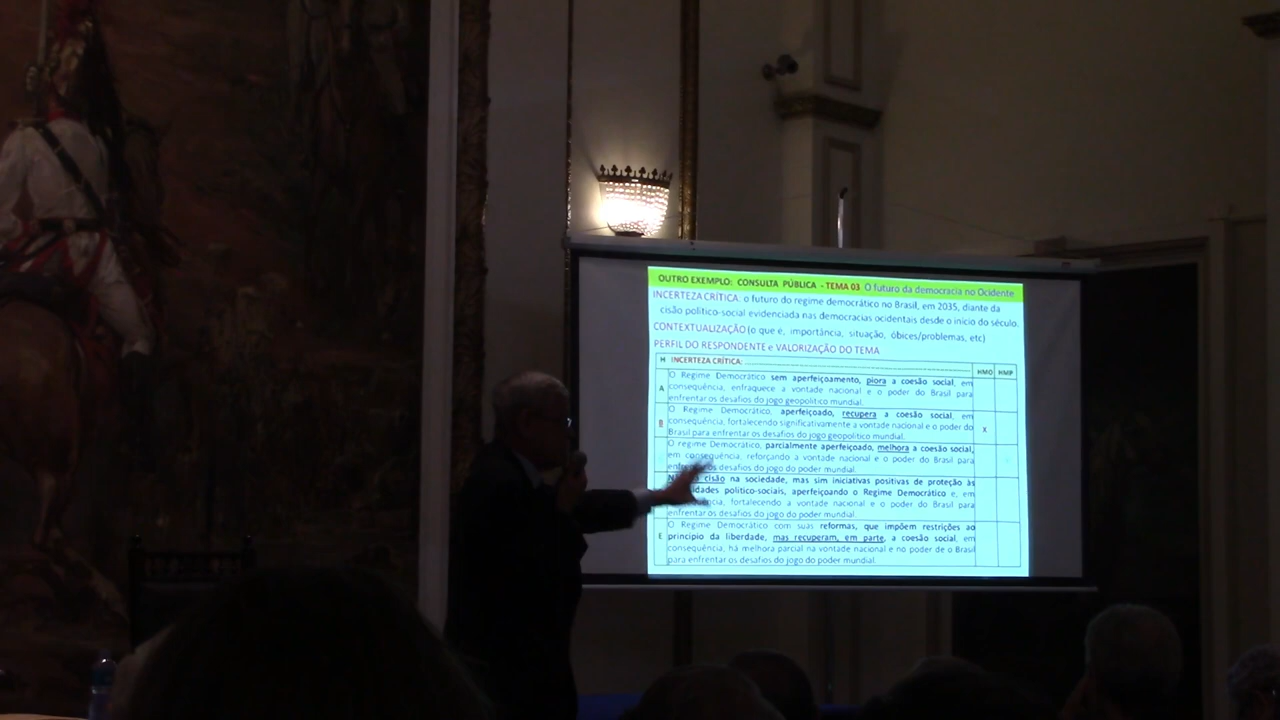 OUTRO EXEMPLO: CONSULTA PÚBLICA - TEMA 03 O futuro da democracia no Ocidente
INCERTEZA CRÍTICA: o futuro do regime democrático no Brasil, em 2035, diante da
cisão político-social evidenciada nas democracias ocidentais desde o início do século.
CONTEXTUALIZAÇÃO (o que é, importância, situação, óbices/problemas, etc)
PERFIL DO RESPONDENTE e VALORIZAÇÃO DO TEMA
H INCERTEZA CRÍTICA: HMO HMP
O Regime Democrático sem aperfeiçoamento, piora a coesão social, em
A consequência, enfraquece a vontade nacional e o poder do Brasil para
enfrentar os desafios do jogo geopolítico mundial.
O Regime Democrático, aperfeiçoado, recupera a coesão social, em
B consequência, fortalecendo significativamente a vontade nacional e o poder do X
Brasil para enfrentar os desafios do jogo geopolítico mundial.
O regime Democrático, parcialmente aperfeiçoado, melhora a coesão social,
em consequência, reforçando a vontade nacional e o poder do Brasil para
enfrentar os desafios do jogo do poder mundial.
cisão na sociedade, mas sim iniciativas positivas de proteção às
político-sociais, aperfeiçoando o Regime Democrático e, em
fortalecendo a vontade nacional e o poder do Brasil para
enfrentar os desafios do jogo do poder mundial.
O Regime Democrático com suas reformas, que impõem restrições ao
E princípio da liberdade, mas recuperam, em parte, a coesão social, em
consequência, há melhora parcial na vontade nacional e no poder de o Brasil
para enfrentar os desafios do jogo do poder mundial.